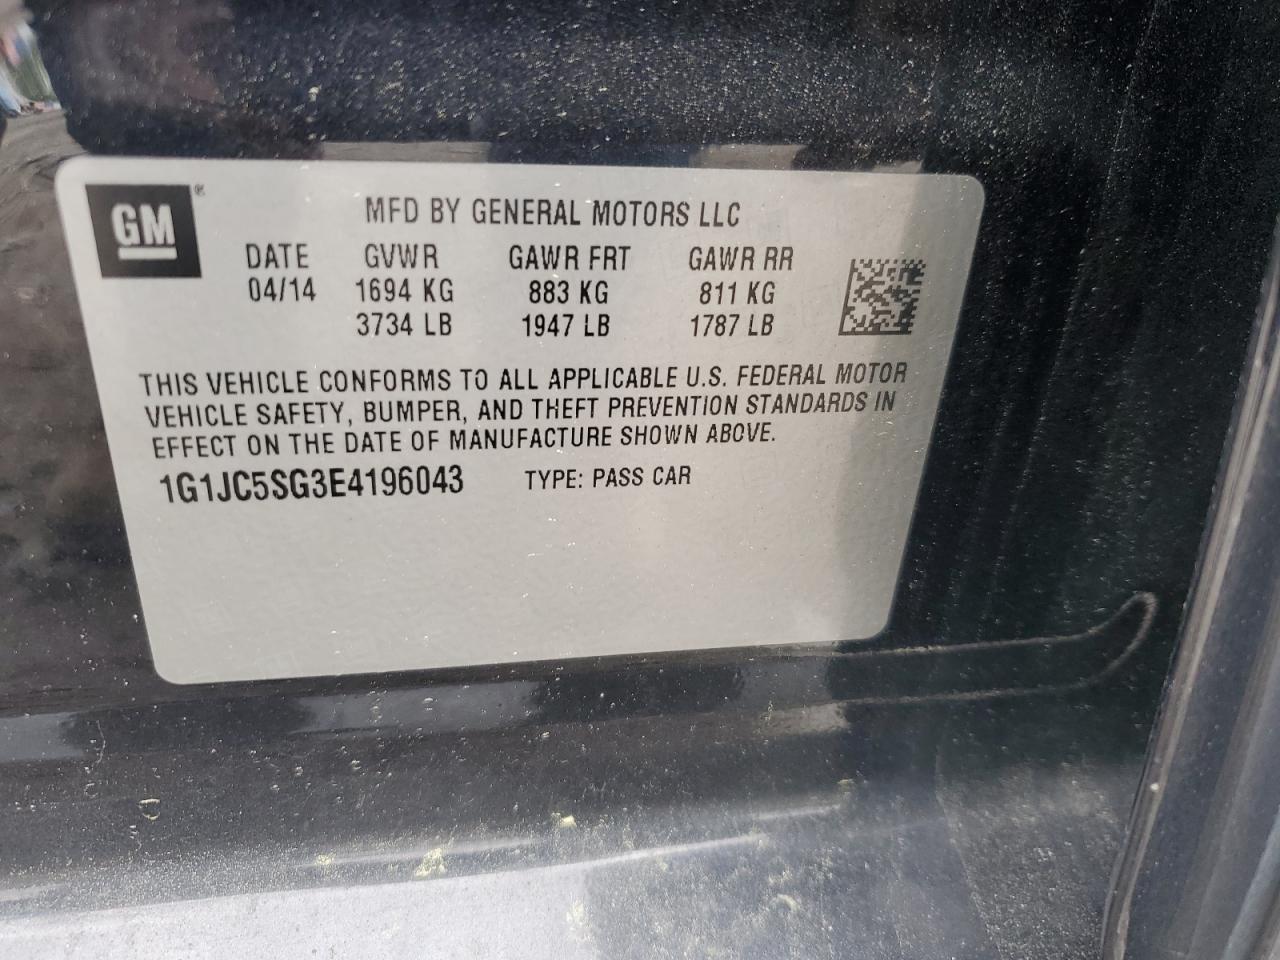 GM®
MFD BY GENERAL MOTORS LLC
DATE GVWR GAWR FRT GAWR RR
04/14 1694 KG 883 KG 811 KG
3734 LB 1947 LB 1787 LB
THIS VEHICLE CONFORMS TO ALL APPLICABLE U.S. FEDERAL MOTOR
VEHICLE SAFETY, BUMPER, AND THEFT PREVENTION STANDARDS IN
EFFECT ON THE DATE OF MANUFACTURE SHOWN ABOVE.
1G1JC5SG3E4196043 TYPE: PASS CAR